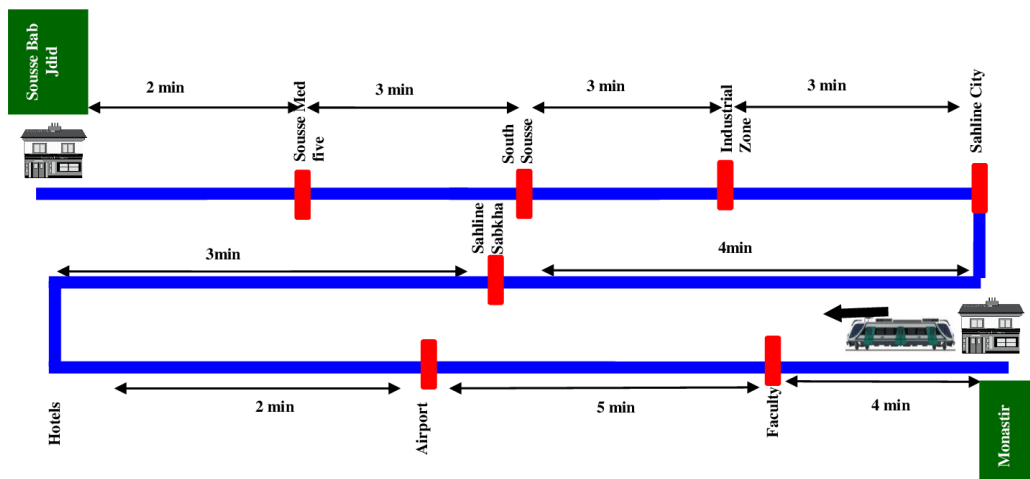 Sousse Bab
Jdid
2 min
3 min
3 min
3 min
Sousse Med
five
South
Sousse
Industrial
Zone
Sahline City
Sahline
Sabkha
3min
4min
Hotels
2 min
Airport
5 min
Faculty
4 min
Monastir